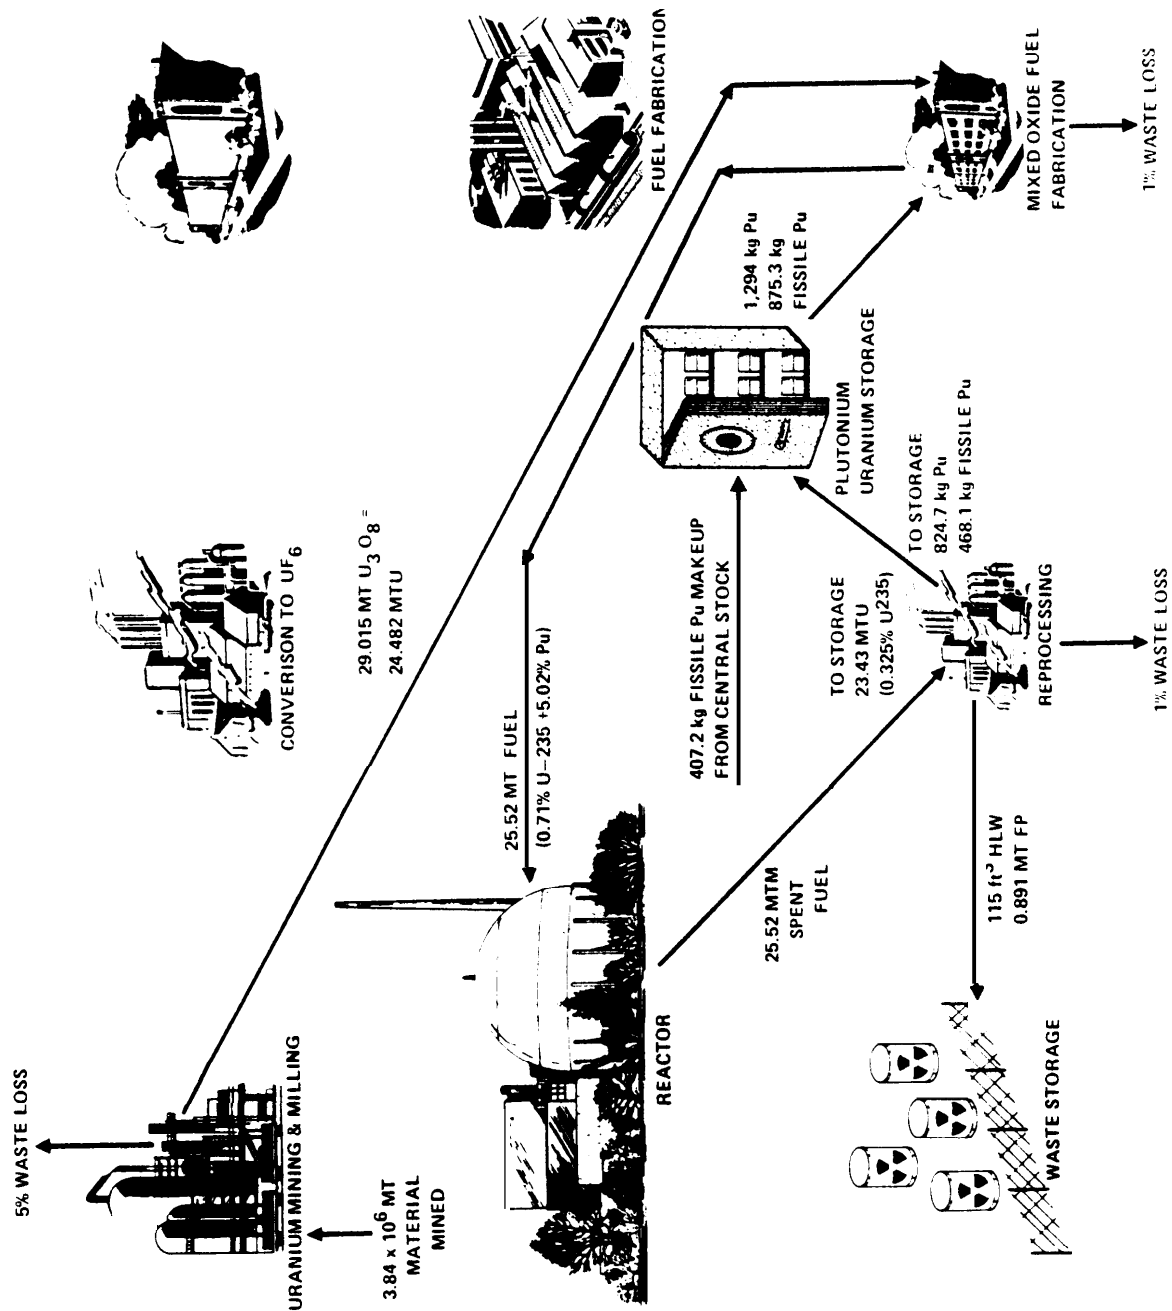 5% WASTE LOSS
URANIUM MINING & MILLING
3.84 x 10⁶ MT
MATERIAL
MINED
CONVERISON TO UF₆
29.015 MT U₃O₈ =
24.482 MTU
FUEL FABRICATION
REACTOR
25.52 MT FUEL
(0.71% U-235 +5.02% Pu)
407.2 kg FISSILE Pu MAKEUP
FROM CENTRAL STOCK
PLUTONIUM
URANIUM STORAGE
1,294 kg Pu
875.3 kg
FISSILE Pu
MIXED OXIDE FUEL
FABRICATION
1% WASTE LOSS
25.52 MTM
SPENT
FUEL
TO STORAGE
23.43 MTU
(0.325% U²³⁵)
TO STORAGE
824.7 kg Pu
468.1 kg FISSILE Pu
REPROCESSING
1% WASTE LOSS
115 ft³ HLW
0.891 MT FP
WASTE STORAGE